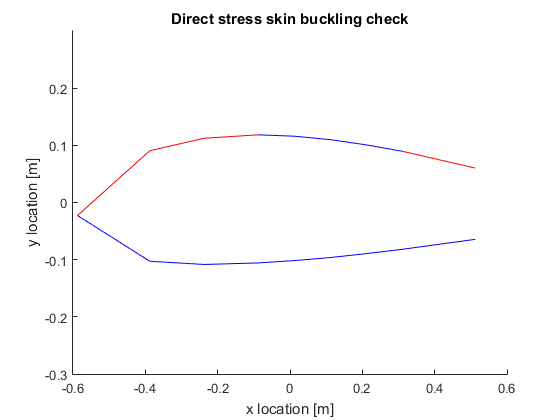 Direct stress skin buckling check
0.2
0.1
0
-0.1
-0.2
-0.3
y location [m]
-0.6 -0.4 -0.2 0 0.2 0.4 0.6
x location [m]